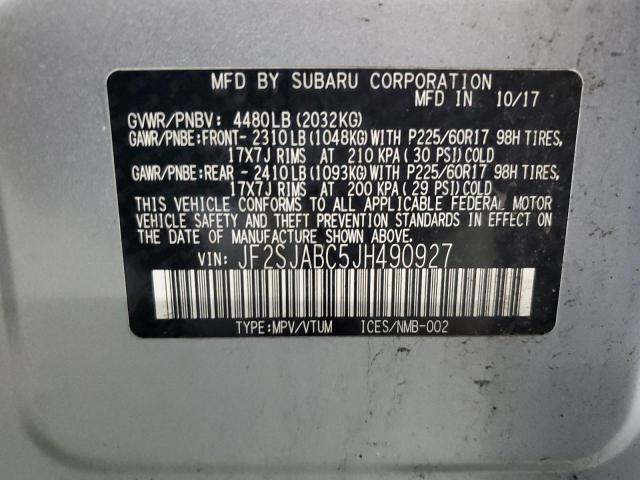 MFD BY SUBARU CORPORATION
MFD IN 10/17
GVWR/PNBV: 4480LB(2032KG)
GAWR/PNBE:FRONT- 2310LB(1048KG)WITH P225/60R17 98H TIRES,
17X7J RIMS AT 210 KPA( 30 PSI)COLD
GAWR/PNBE:REAR - 2410LB(1093KG)WITH P225/60R17 98H TIRES,
17X7J RIMS AT 200 KPA( 29 PSI)COLD
THIS VEHICLE CONFORMS TO ALL APPLICABLE FEDERAL MOTOR
VEHICLE SAFETY AND THEFT PREVENTION STANDARDS IN EFFECT ON
THE DATE OF MANUFACTURE SHOWN ABOVE.
VIN: JF2SJABC5JH490927
TYPE:MPV/VTUM ICES/NMB-002